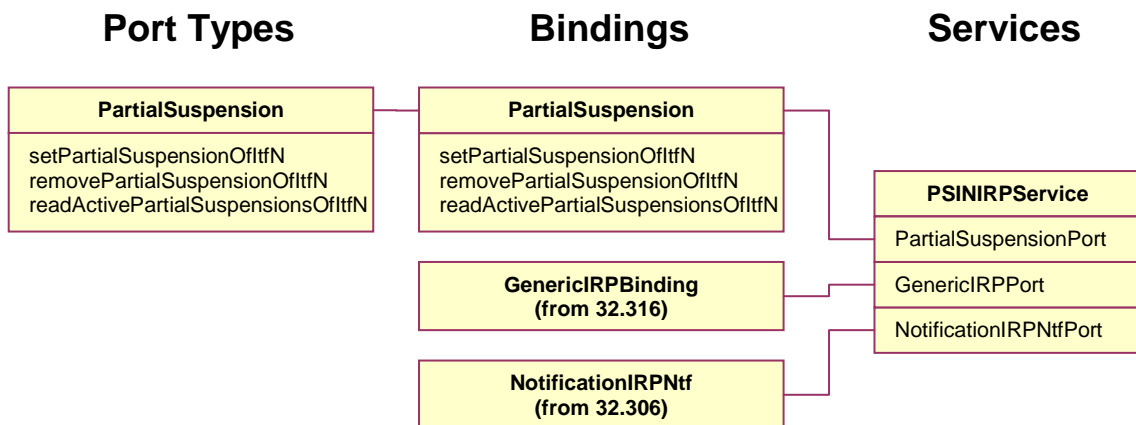 Port Types
Bindings
Services
PartialSuspension
setPartialSuspensionOfItfN
removePartialSuspensionOfItfN
readActivePartialSuspensionsOfItfN
PartialSuspension
setPartialSuspensionOfItfN
removePartialSuspensionOfItfN
readActivePartialSuspensionsOfItfN
GenericIRPBinding
(from 32.316)
NotificationIRPNtf
(from 32.306)
PSINIRPService
PartialSuspensionPort
GenericIRPPort
NotificationIRPNtfPort